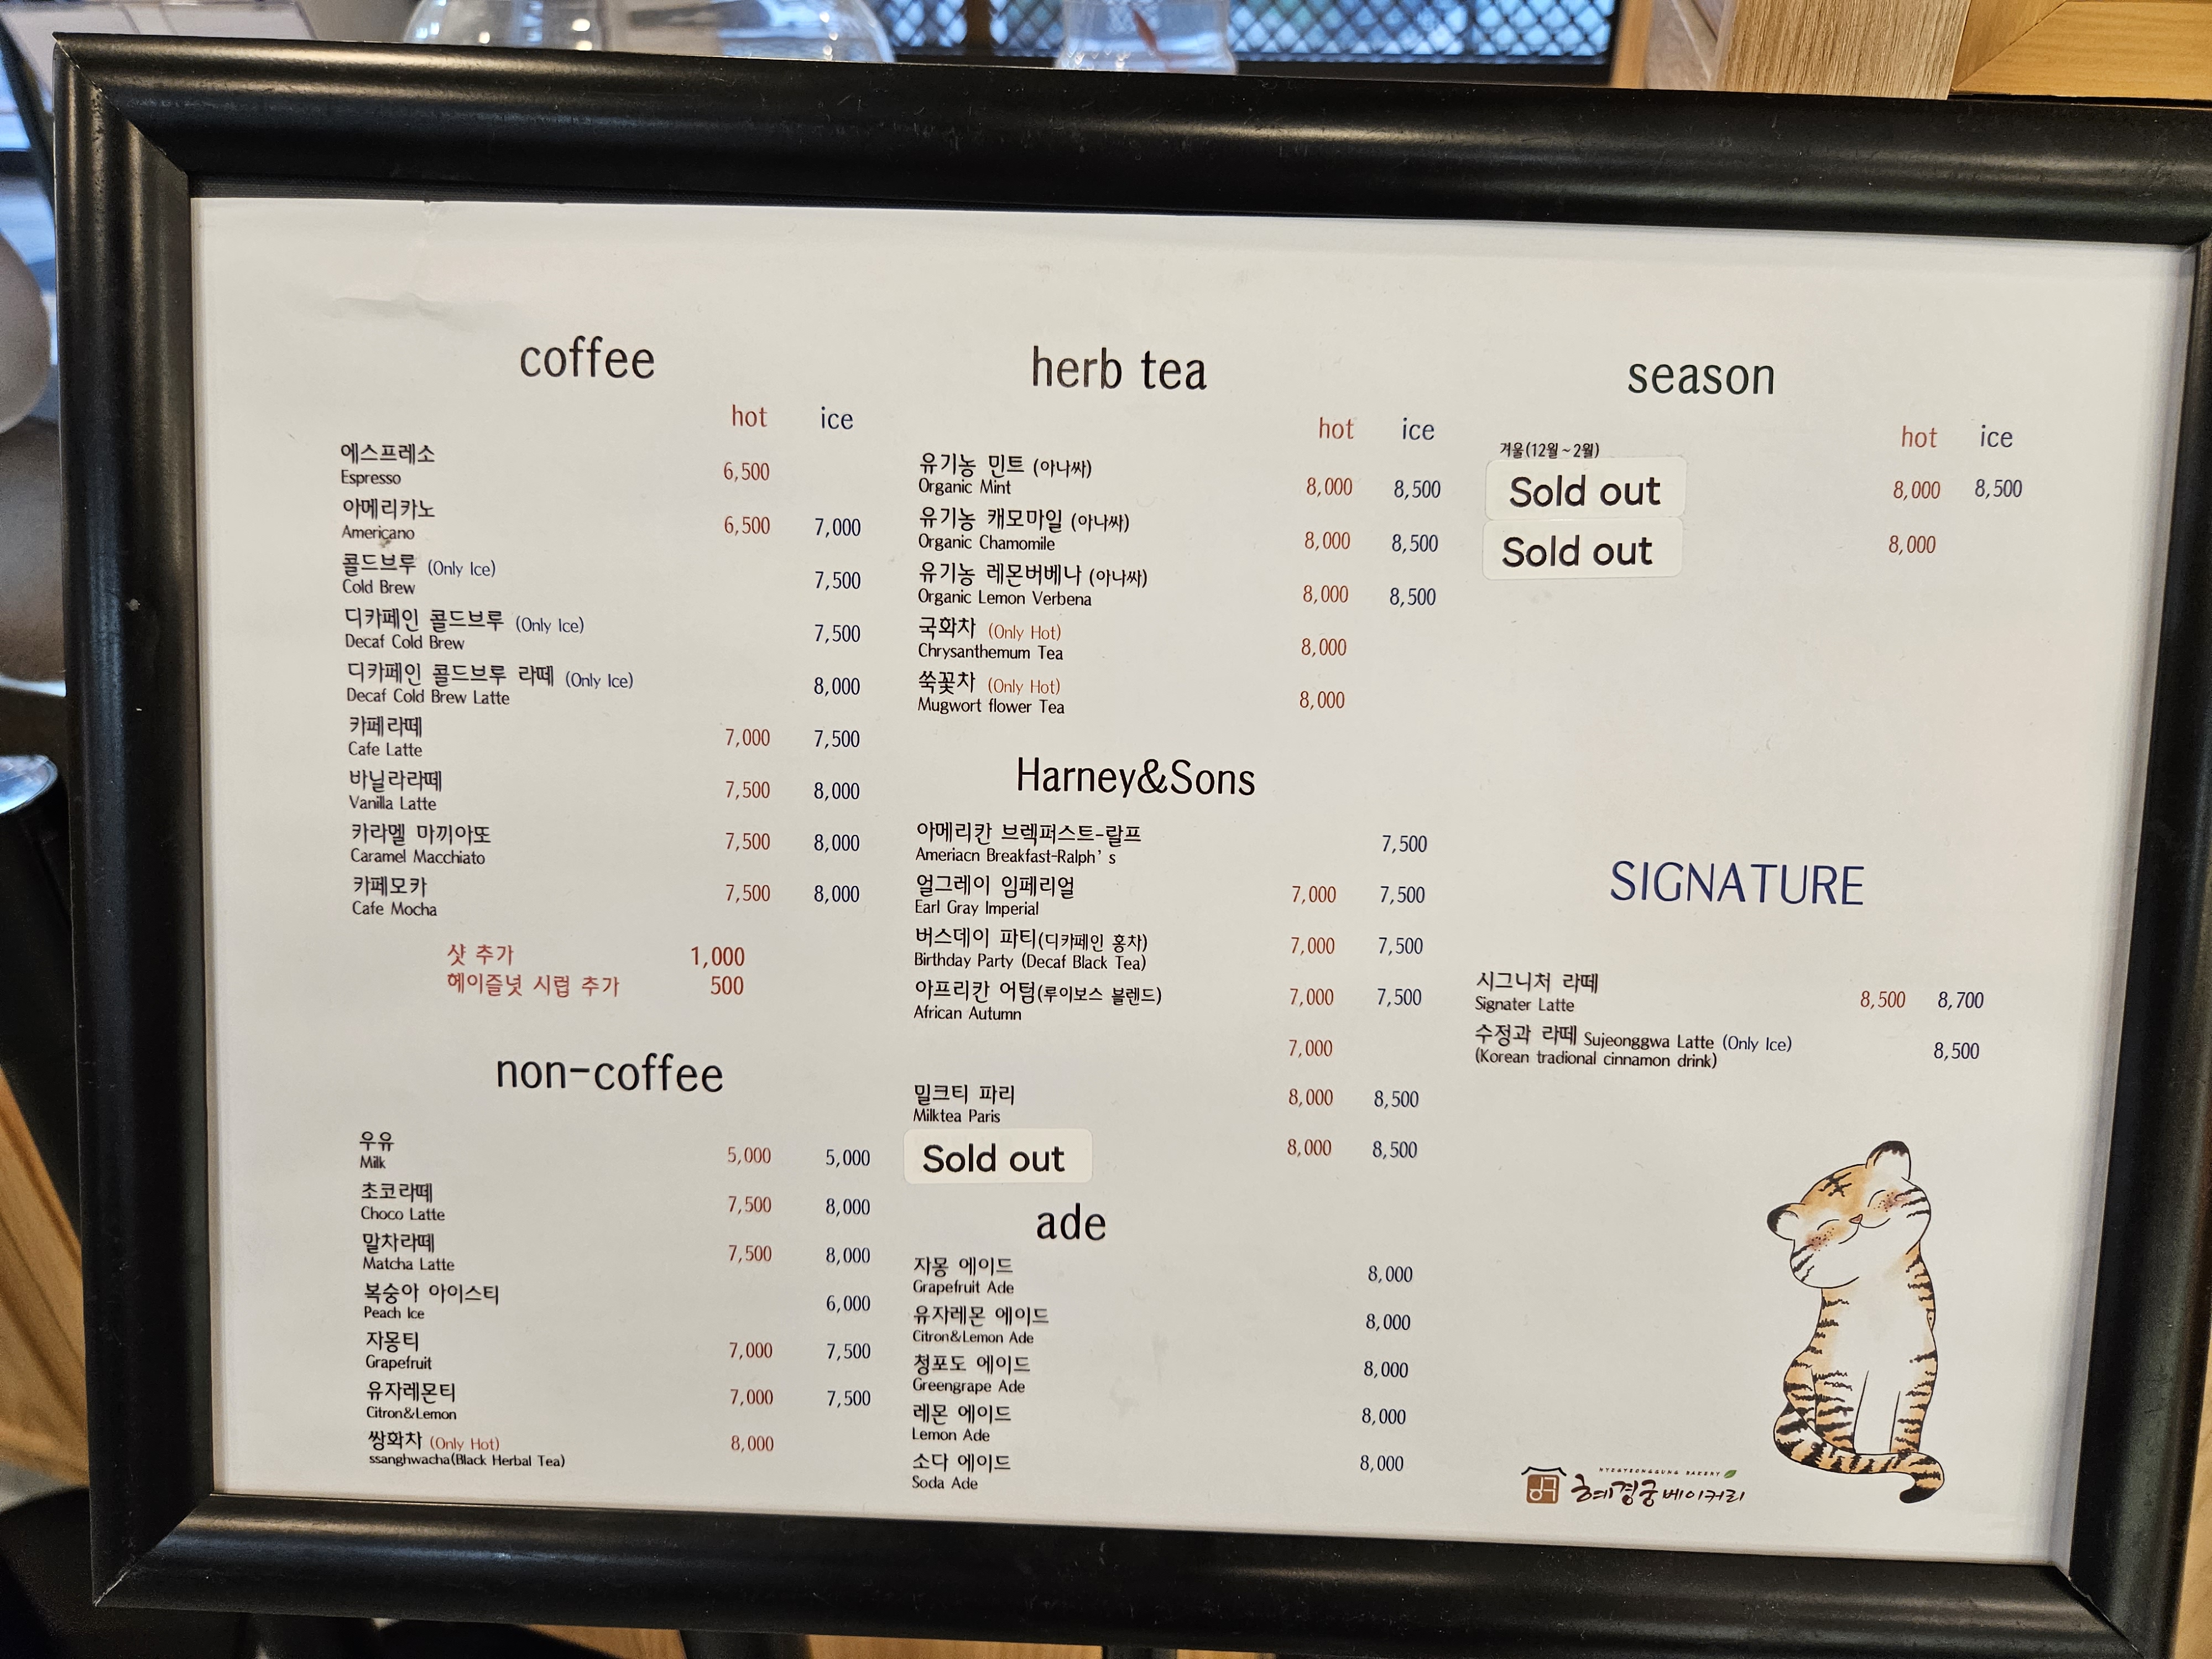 coffee
hot ice
에스프레소
Espresso 6,500
아메리카노
Americano 6,500 7,000
콜드브루 (Only Ice)
Cold Brew 7,500
디카페인 콜드브루 (Only Ice)
Decaf Cold Brew 7,500
디카페인 콜드브루 라떼 (Only Ice)
Decaf Cold Brew Latte 8,000
카페라떼
Cafe Latte 7,000 7,500
바닐라라떼
Vanilla Latte 7,500 8,000
카라멜 마끼아또
Caramel Macchiato 7,500 8,000
카페모카
Cafe Mocha 7,500 8,000
샷 추가 1,000
헤이즐넛 시럽 추가 500
non-coffee
우유
Milk 5,000 5,000
초코라떼
Choco Latte 7,500 8,000
말차라떼
Matcha Latte 7,500 8,000
복숭아 아이스티
Peach Ice 6,000
자몽티
Grapefruit 7,000 7,500
유자레몬티
Citron&Lemon 7,000 7,500
쌍화차 (Only Hot)
ssanghwacha(Black Herbal Tea) 8,000
herb tea
hot ice
유기농 민트 (아나싸)
Organic Mint 8,000 8,500
유기농 캐모마일 (아나싸)
Organic Chamomile 8,000 8,500
유기농 레몬버베나 (아나싸)
Organic Lemon Verbena 8,000 8,500
국화차 (Only Hot)
Chrysanthemum Tea 8,000
쑥꽃차 (Only Hot)
Mugwort flower Tea 8,000
Harney&Sons
아메리칸 브렉퍼스트-랄프
Ameriacn Breakfast-Ralph's 7,500
얼그레이 임페리얼
Earl Gray Imperial 7,000 7,500
버스데이 파티(디카페인 홍차)
Birthday Party (Decaf Black Tea) 7,000 7,500
아프리칸 어텀(루이보스 블렌드)
African Autumn 7,000 7,500
7,000
밀크티 파리
Milktea Paris 8,000 8,500
Sold out 8,000 8,500
ade
자몽 에이드
Grapefruit Ade 8,000
유자레몬 에이드
Citron&Lemon Ade 8,000
청포도 에이드
Greengrape Ade 8,000
레몬 에이드
Lemon Ade 8,000
소다 에이드
Soda Ade 8,000
season
hot ice
겨울(12월~2월)
Sold out 8,000 8,500
Sold out 8,000
SIGNATURE
시그니처 라떼
Signater Latte 8,500 8,700
수정과 라떼 Sujeonggwa Latte (Only Ice)
(Korean tradional cinnamon drink) 8,500
HYEGYEONGGUNG BAKERY
혜경궁베이커리